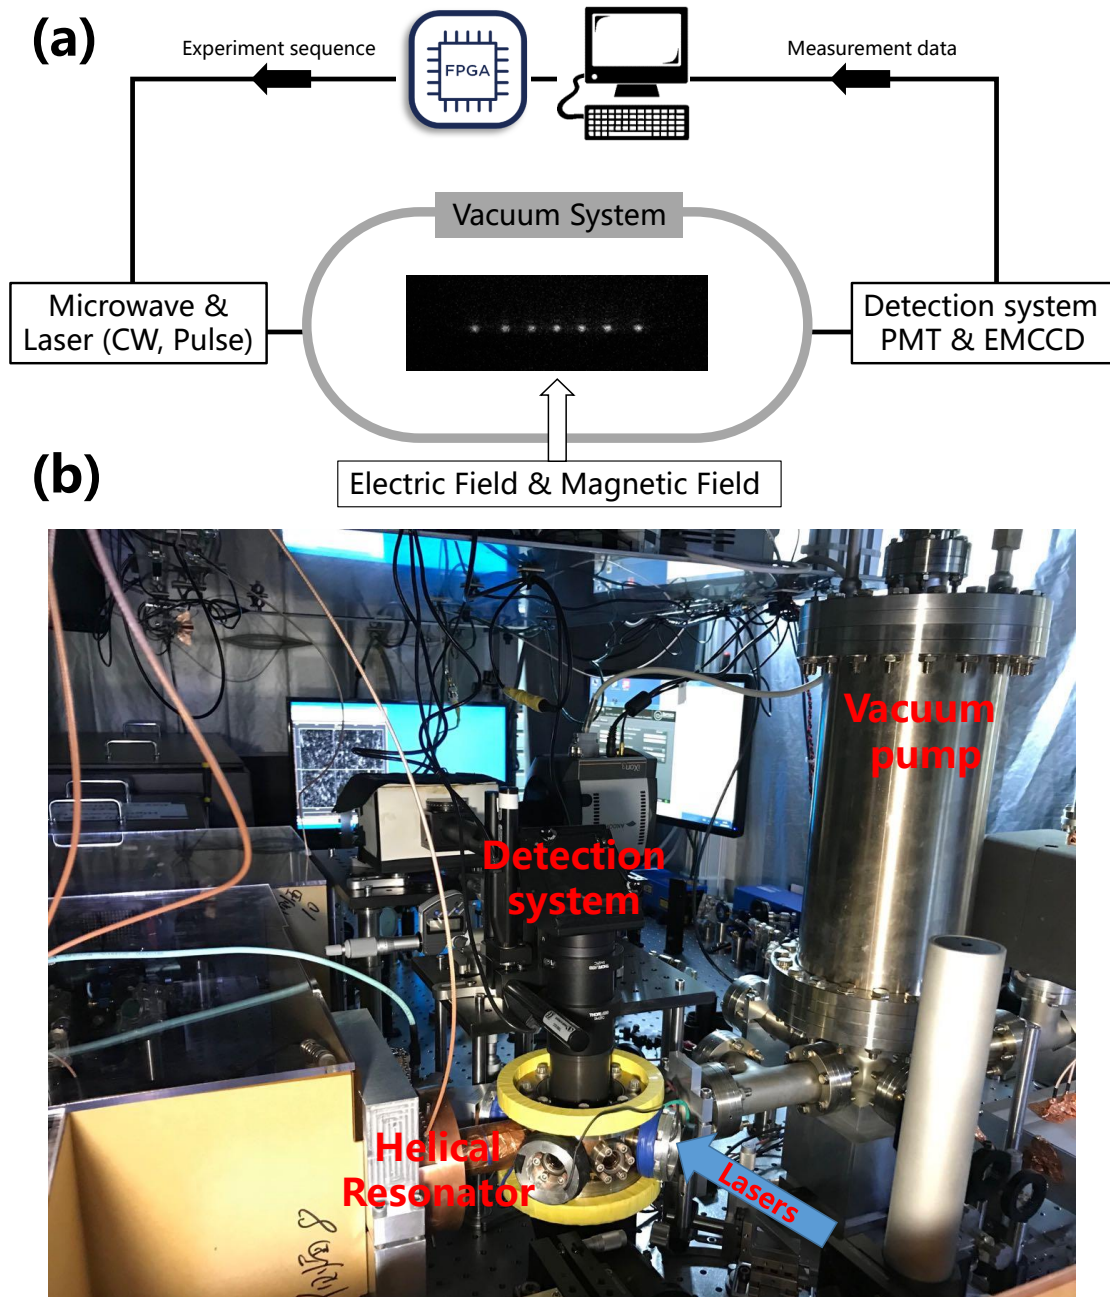 (a)
Experiment sequence
FPGA
Measurement data
Vacuum System
Microwave &
Laser (CW, Pulse)
Detection system
PMT & EMCCD
Electric Field & Magnetic Field
(b)
Vacuum
pump
iXon
Detection
system
Helical
Resonator
Lasers